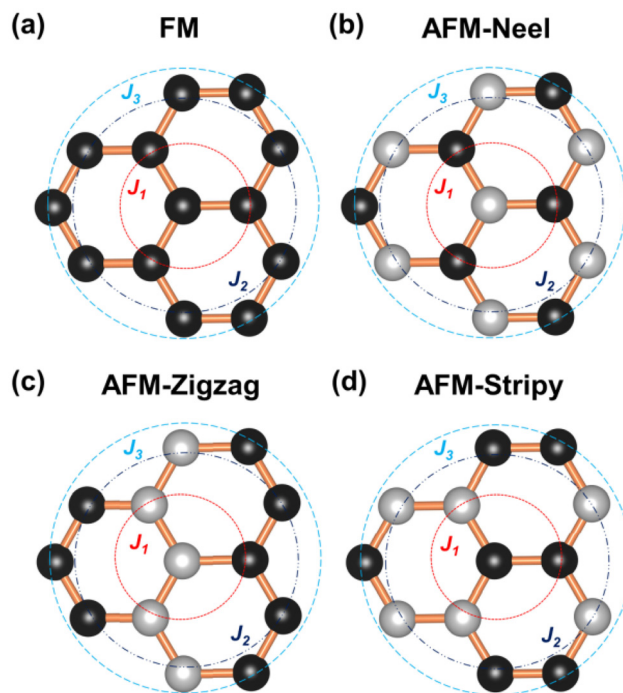 (a) FM
J3
J1
J2
(b) AFM-Neel
J3
J1
J2
(c) AFM-Zigzag
J3
J1
J2
(d) AFM-Stripy
J3
J1
J2